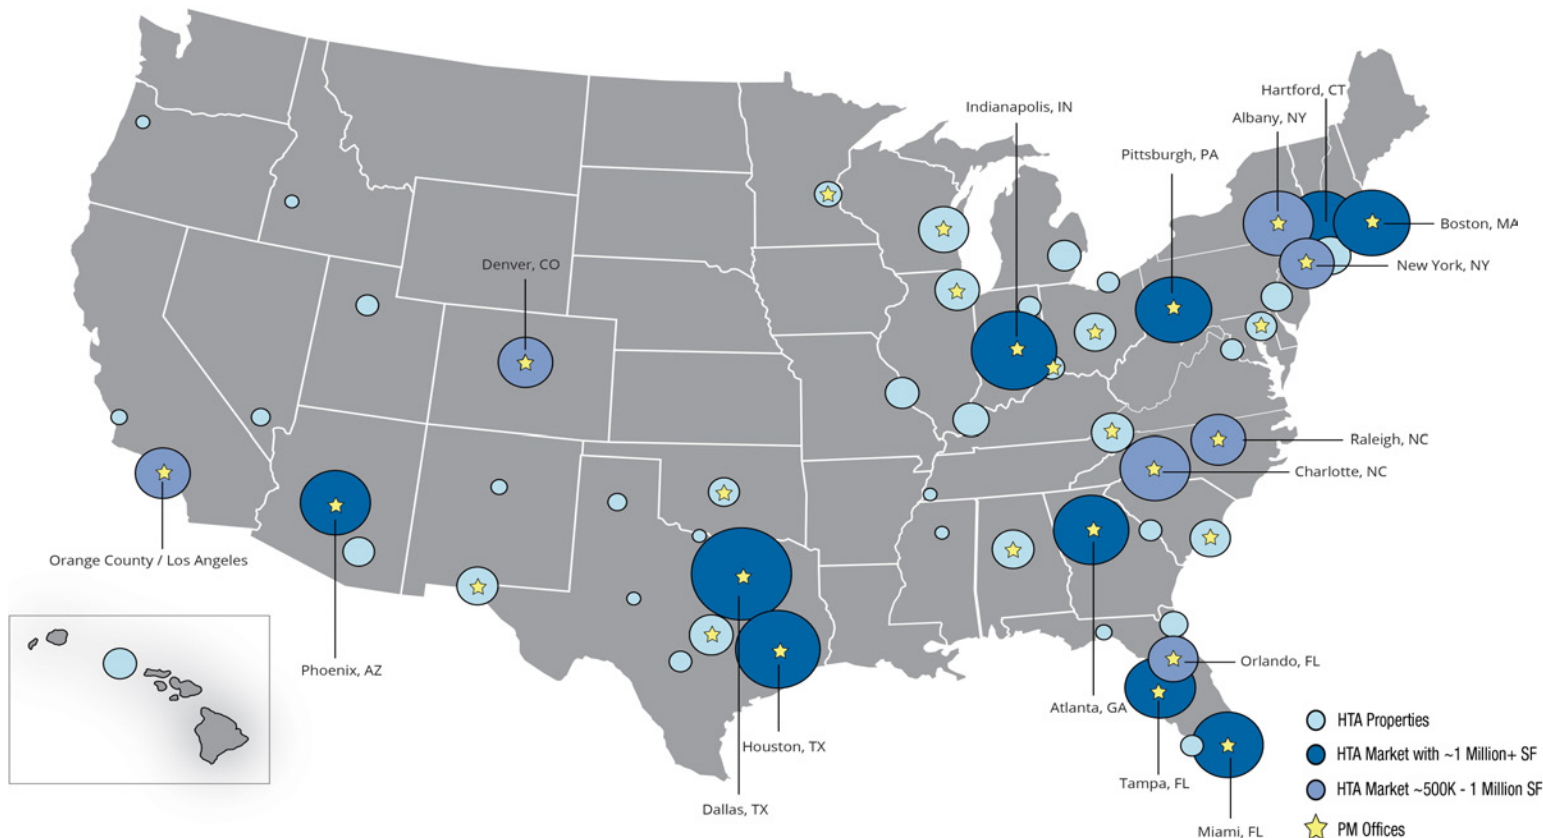 Hartford, CT
Indianapolis, IN
Albany, NY
Pittsburgh, PA
Boston, MA
Denver, CO
New York, NY
Raleigh, NC
Charlotte, NC
Orange County / Los Angeles
Phoenix, AZ
Orlando, FL
Atlanta, GA
HTA Properties
Houston, TX
HTA Market with ~1 Million+ SF
Tampa, FL
HTA Market ~500K - 1 Million SF
Dallas, TX
PM Offices
Miami, FL